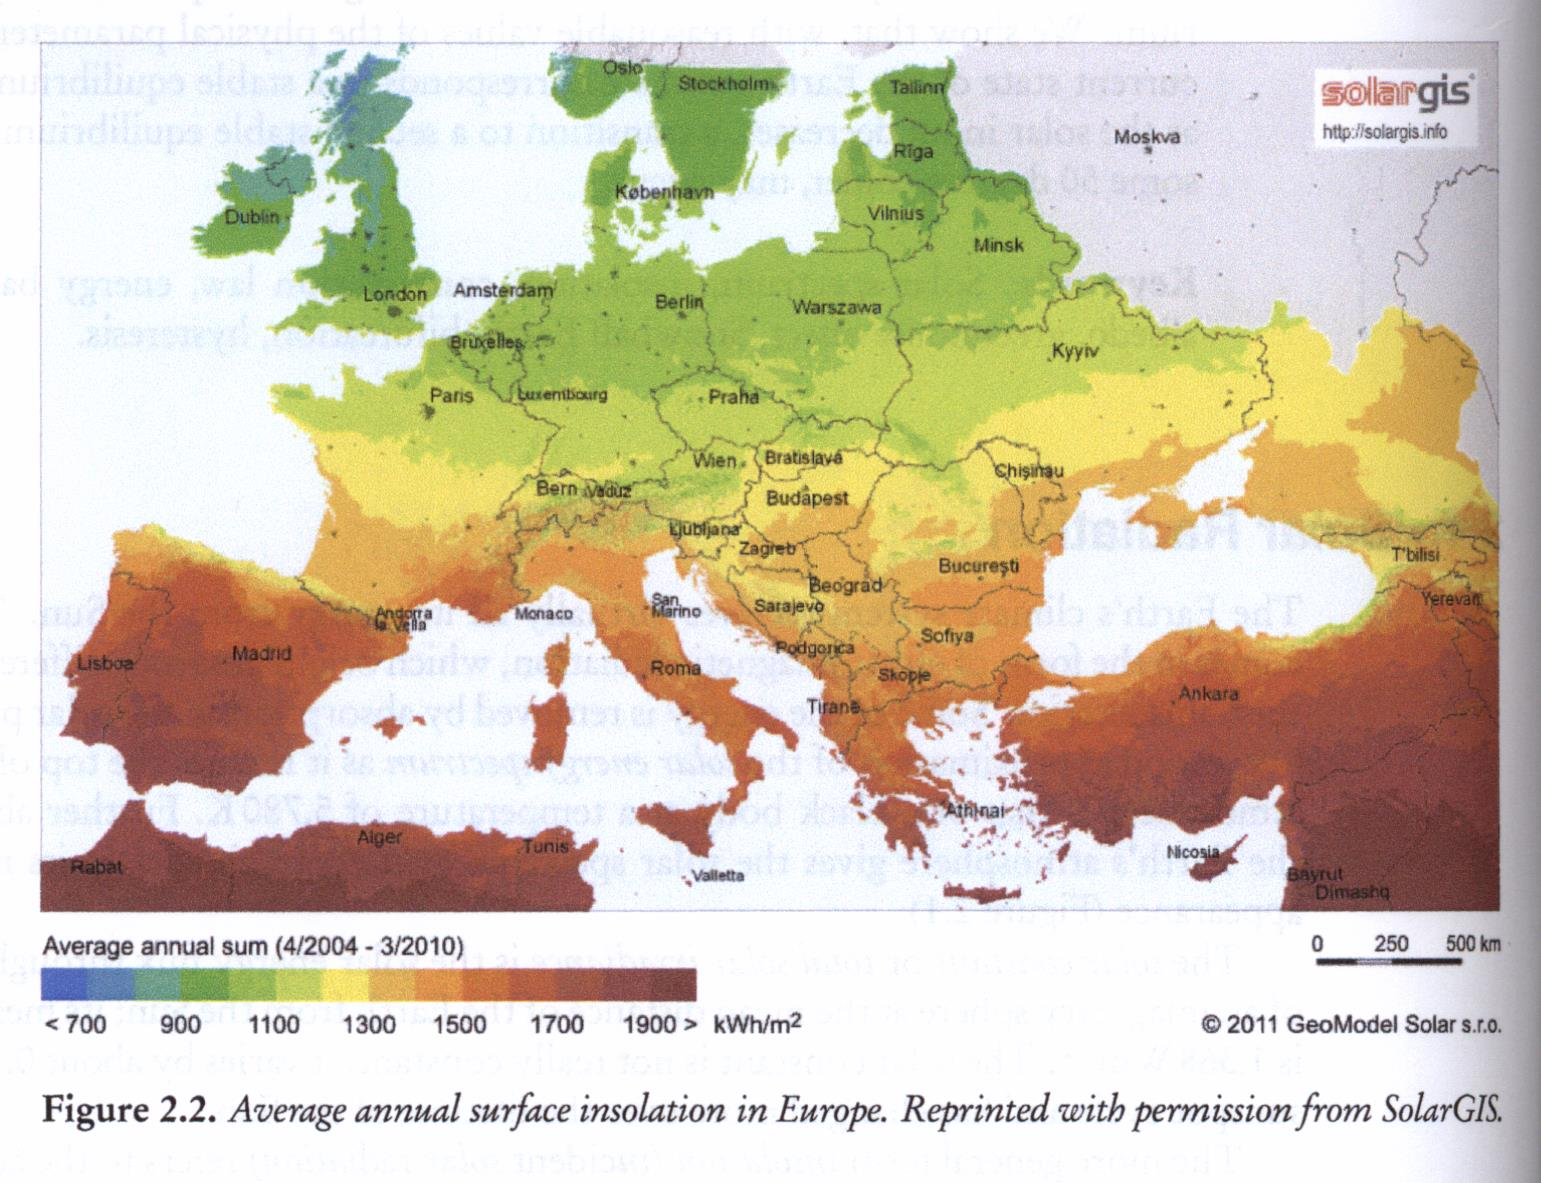 solargis
http://solargis.info
Oslo
Stockholm
Tallinn
Moskva
Rīga
København
Vilnius
Dublin
Minsk
London
Amsterdam
Berlin
Warszawa
Bruxelles
Kyyiv
Paris
Luxembourg
Praha
Wien
Bratislava
Chişinau
Bern
Vaduz
Budapest
Ljubljana
Zagreb
T'bilisi
Bucureşti
Beograd
Yerevan
Andorra
la Vella
Monaco
San
Marino
Sarajevo
Sofiya
Podgorica
Lisboa
Madrid
Roma
Skopje
Ankara
Tiranë
Athinai
Alger
Tunis
Nicosia
Rabat
Valletta
Bayrut
Dimashq
Average annual sum (4/2004 - 3/2010)
0 250 500 km
< 700 900 1100 1300 1500 1700 1900 > kWh/m²
© 2011 GeoModel Solar s.r.o.
Figure 2.2. Average annual surface insolation in Europe. Reprinted with permission from SolarGIS.